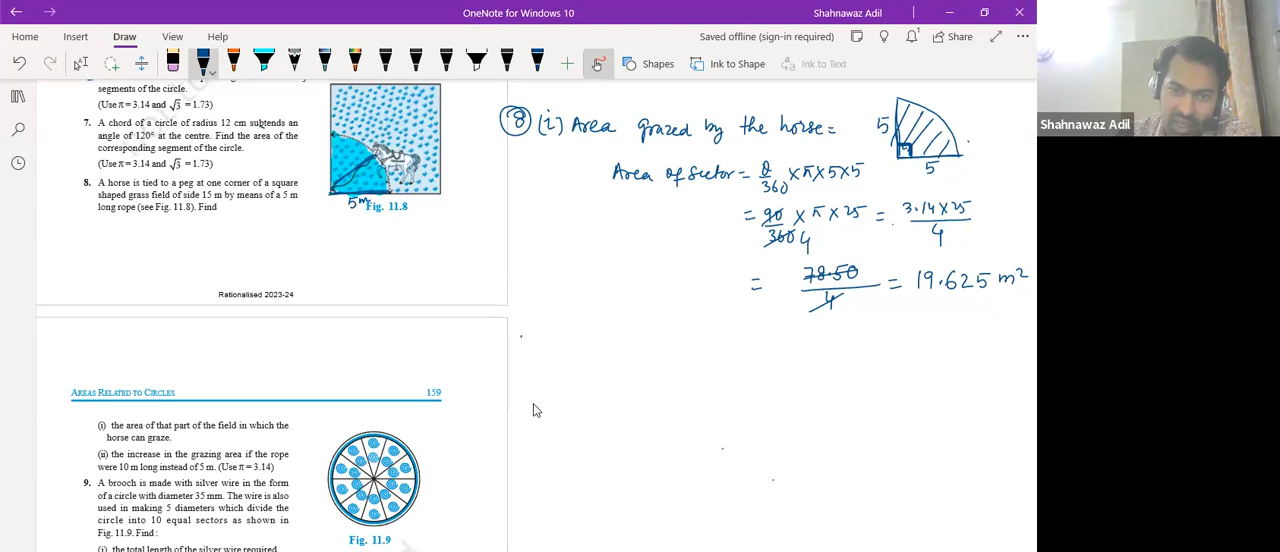 OneNote for Windows 10
Shahnawaz Adil
Home Insert Draw View Help
Saved offline (sign in required)
Share
Shapes
Ink to Shape
Ink to Text
segments of the circle.
(Use π = 3.14 and √3 = 1.73)
7. A chord of a circle of radius 12 cm subtends an
angle of 120° at the centre. Find the area of the
corresponding segment of the circle.
(Use π = 3.14 and √3 = 1.73)
8. A horse is tied to a peg at one corner of a square
shaped grass field of side 15 m by means of a 5 m
long rope (see Fig. 11.8). Find
5m
Fig. 11.8
Rationalised 2023-24
AREAS RELATED TO CIRCLES 159
(i) the area of that part of the field in which the
horse can graze.
(ii) the increase in the grazing area if the rope
were 10 m long instead of 5 m. (Use π = 3.14)
9. A brooch is made with silver wire in the form
of a circle with diameter 35 mm. The wire is also
used in making 5 diameters which divide the
circle into 10 equal sectors as shown in
Fig. 11.9. Find :
(i) the total length of the silver wire required
Fig. 11.9
8 (i) Area grazed by the horse =
5
5
Area of Sector = θ/360 × π × 5 × 5
= 90/360 4 × π × 25 = 3.14 × 25/4
= 78.50/4 = 19.625 m²
Shahnawaz Adil